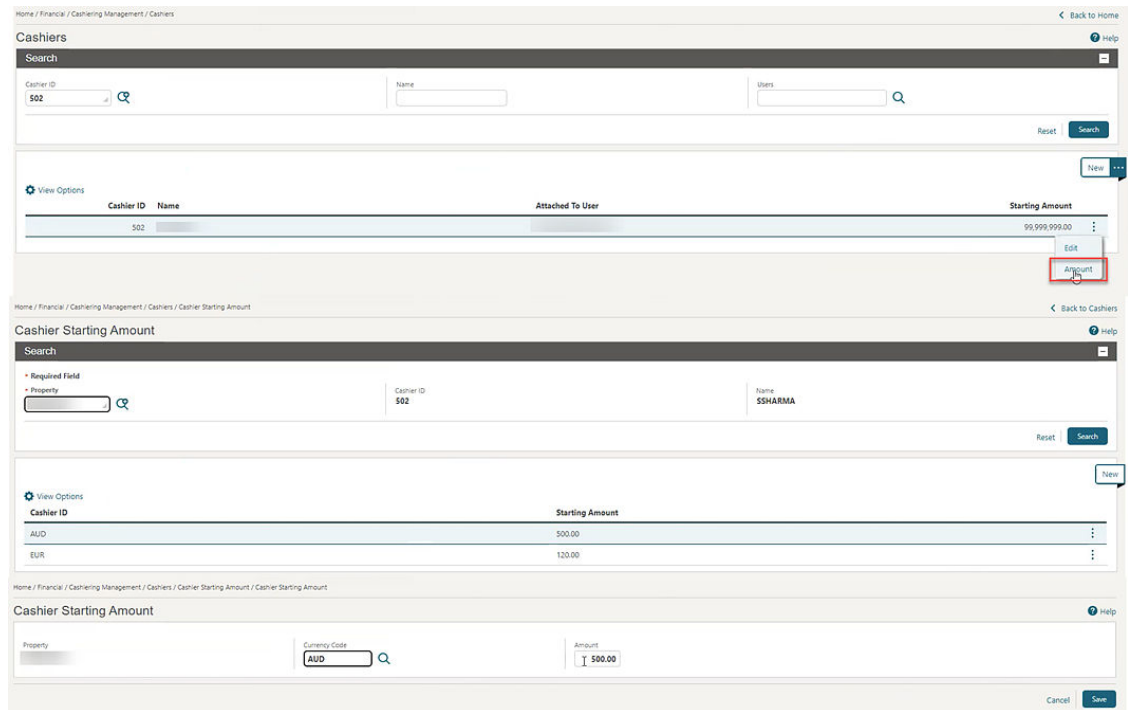 Home / Financial / Cashiering Management / Cashiers
Back to Home
Cashiers
Help
Search
Cashier ID
Name
Users
502
Reset
Search
New
View Options
Cashier ID Name Attached To User Starting Amount
502 99,999,999.00
Edit
Amount
Home / Financial / Cashiering Management / Cashiers / Cashier Starting Amount
Back to Cashiers
Cashier Starting Amount
Help
Search
* Required Field
* Property
Cashier ID
502
Name
SSHARMA
Reset
Search
New
View Options
Cashier ID Starting Amount
AUD 500.00
EUR 120.00
Home / Financial / Cashiering Management / Cashiers / Cashier Starting Amount / Cashier Starting Amount
Cashier Starting Amount
Help
Property
Currency Code
AUD
Amount
500.00
Cancel
Save